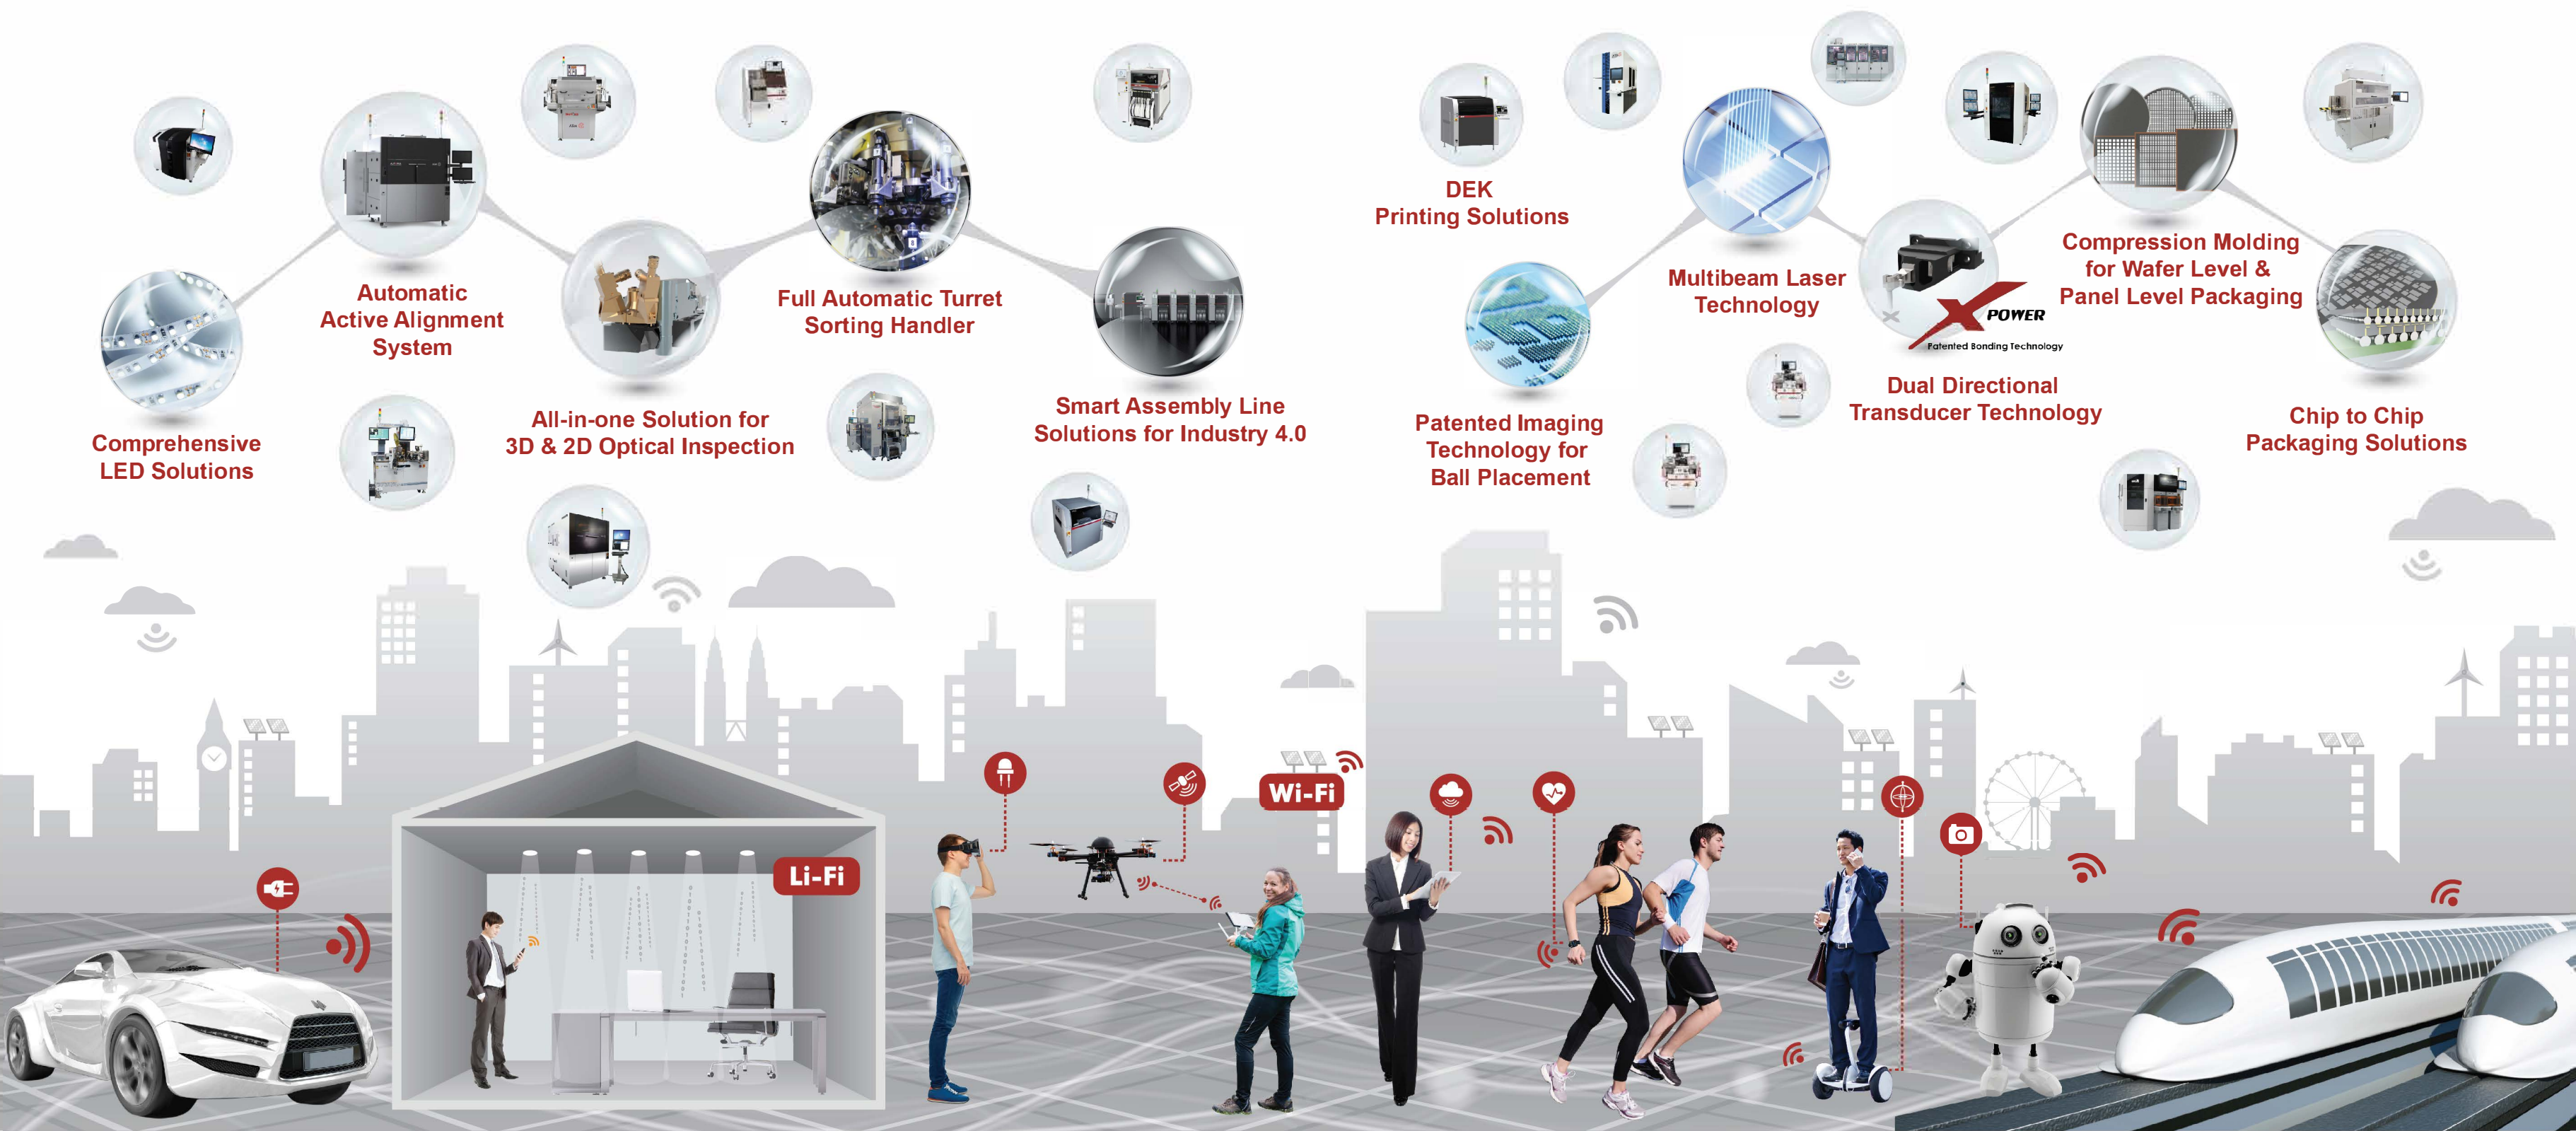 Comprehensive
LED Solutions
Automatic
Active Alignment
System
All-in-one Solution for
3D & 2D Optical Inspection
Full Automatic Turret
Sorting Handler
Smart Assembly Line
Solutions for Industry 4.0
DEK
Printing Solutions
Patented Imaging
Technology for
Ball Placement
Multibeam Laser
Technology
X POWER
Patented Bonding Technology
Dual Directional
Transducer Technology
Compression Molding
for Wafer Level &
Panel Level Packaging
Chip to Chip
Packaging Solutions
Li-Fi
Wi-Fi